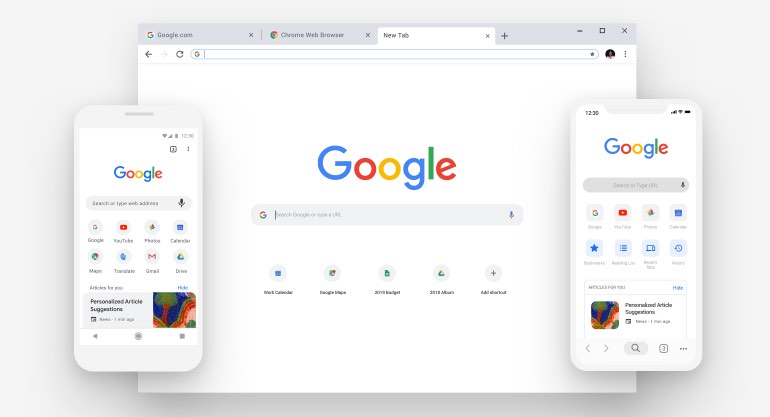 Google.com
Chrome Web Browser
New Tab
Google
Search Google or type a URL
Work Calendar
Google Maps
2019 Budget
2018 Album
Add shortcut
12:30
2
Google
Search or type web address
Google
YouTube
Photos
Calendar
Maps
Translate
Gmail
Drive
Articles for you
Hide
Personalized Article
Suggestions
News - 1 min ago
12:30
Google
Search or Type URL
Google
YouTube
Photos
Calendar
Bookmarks
Reading List
Recent
Tabs
History
ARTICLES FOR YOU
Hide
Personalized Article
Suggestions
News - 1 min ago
3